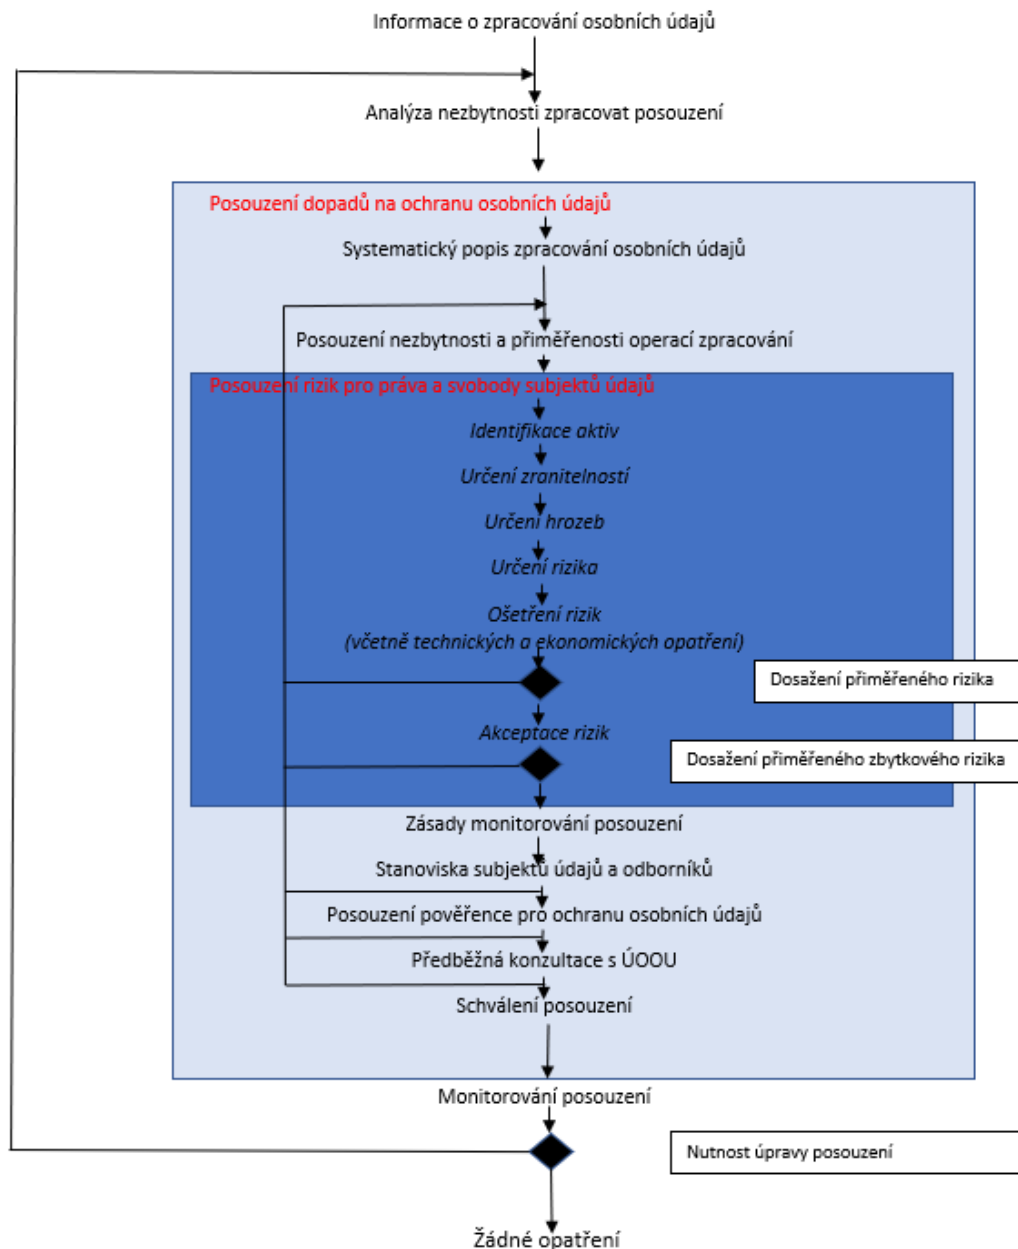 Informace o zpracování osobních údajů
Analýza nezbytnosti zpracovat posouzení
Posouzení dopadů na ochranu osobních údajů
Systematický popis zpracování osobních údajů
Posouzení nezbytnosti a přiměřenosti operací zpracování
Posouzení rizik pro práva a svobody subjektů údajů
Identifikace aktiv
Určení zranitelností
Určení hrozeb
Určení rizika
Ošetření rizik
(včetně technických a ekonomických opatření)
Dosažení přiměřeného rizika
Akceptace rizik
Dosažení přiměřeného zbytkového rizika
Zásady monitorování posouzení
Stanoviska subjektů údajů a odborníků
Posouzení pověřence pro ochranu osobních údajů
Předběžná konzultace s ÚOOU
Schválení posouzení
Monitorování posouzení
Nutnost úpravy posouzení
Žádné opatření